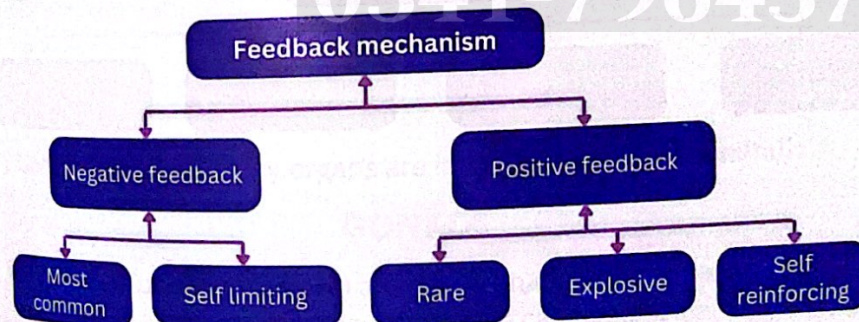 Feedback mechanism
Negative feedback
Positive feedback
Most
common
Self limiting
Rare
Explosive
Self
reinforcing